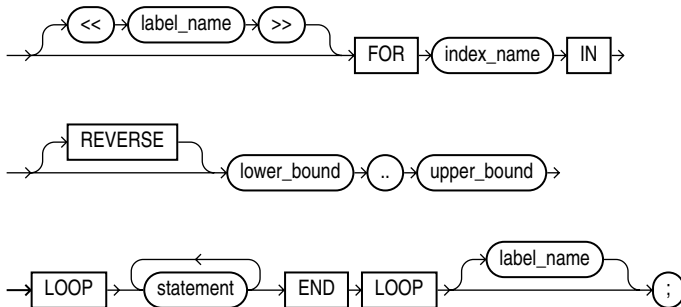 << label_name >> FOR index_name IN
REVERSE lower_bound .. upper_bound
LOOP statement END LOOP label_name ;